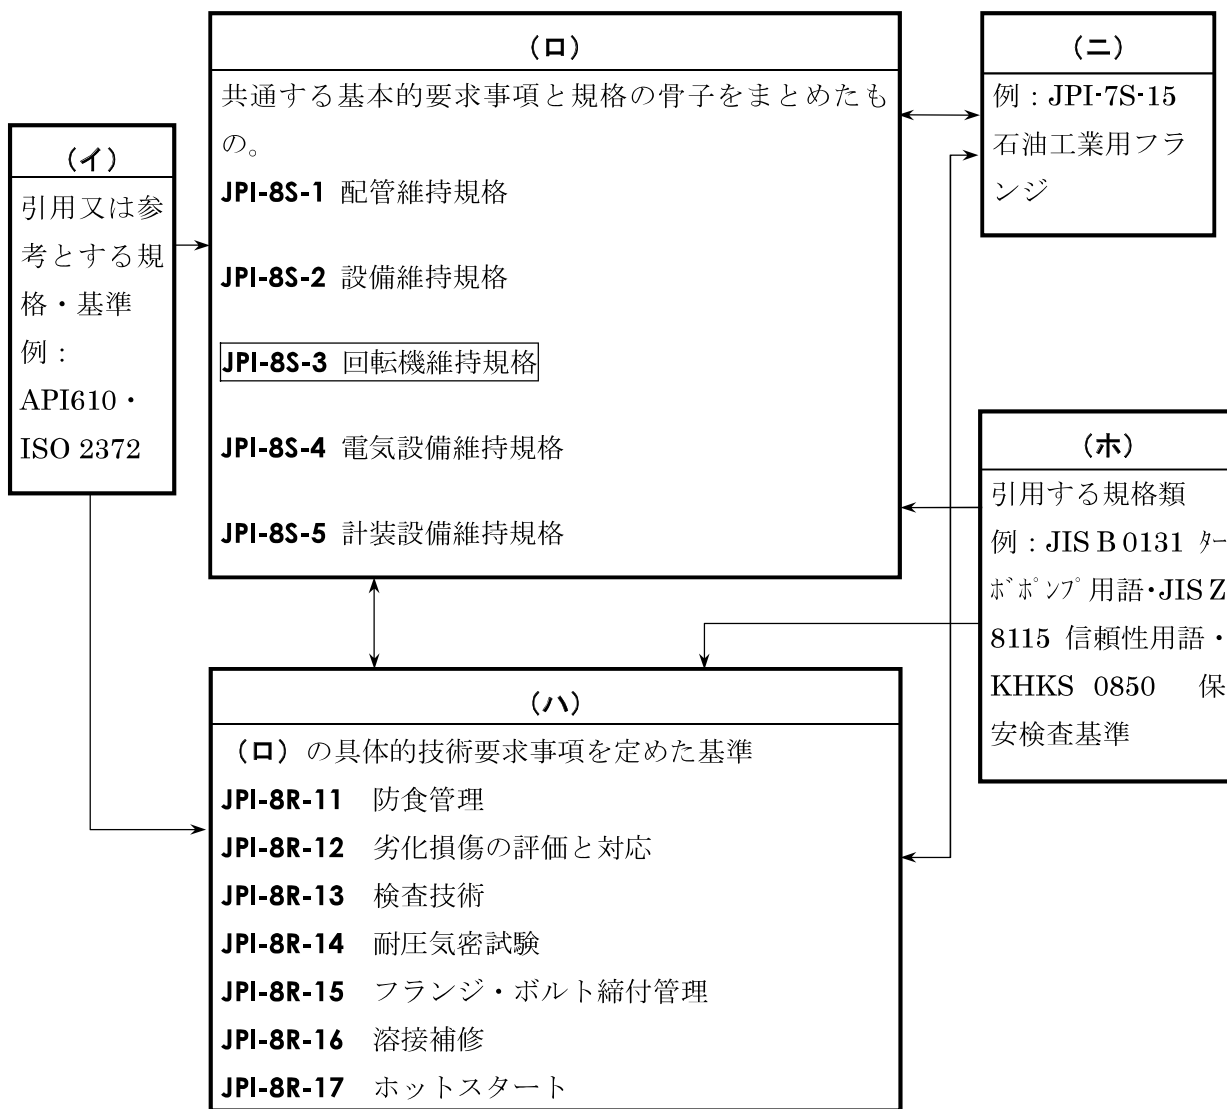 (イ)
引用又は参
考とする規
格・基準
例：
API610・
ISO 2372
(ロ)
共通する基本的要求事項と規格の骨子をまとめたも
の。
JPI-8S-1 配管維持規格
JPI-8S-2 設備維持規格
JPI-8S-3 回転機維持規格
JPI-8S-4 電気設備維持規格
JPI-8S-5 計装設備維持規格
(ハ)
(ロ)の具体的技術要求事項を定めた基準
JPI-8R-11 防食管理
JPI-8R-12 劣化損傷の評価と対応
JPI-8R-13 検査技術
JPI-8R-14 耐圧気密試験
JPI-8R-15 フランジ・ボルト締付管理
JPI-8R-16 溶接補修
JPI-8R-17 ホットスタート
(ニ)
例：JPI-7S-15
石油工業用フラ
ンジ
(ホ)
引用する規格類
例：JIS B 0131 ﾀｰ
ﾎﾞﾎﾟﾝﾌﾟ用語・JIS Z
8115 信頼性用語・
KHKS 0850 保
安検査基準